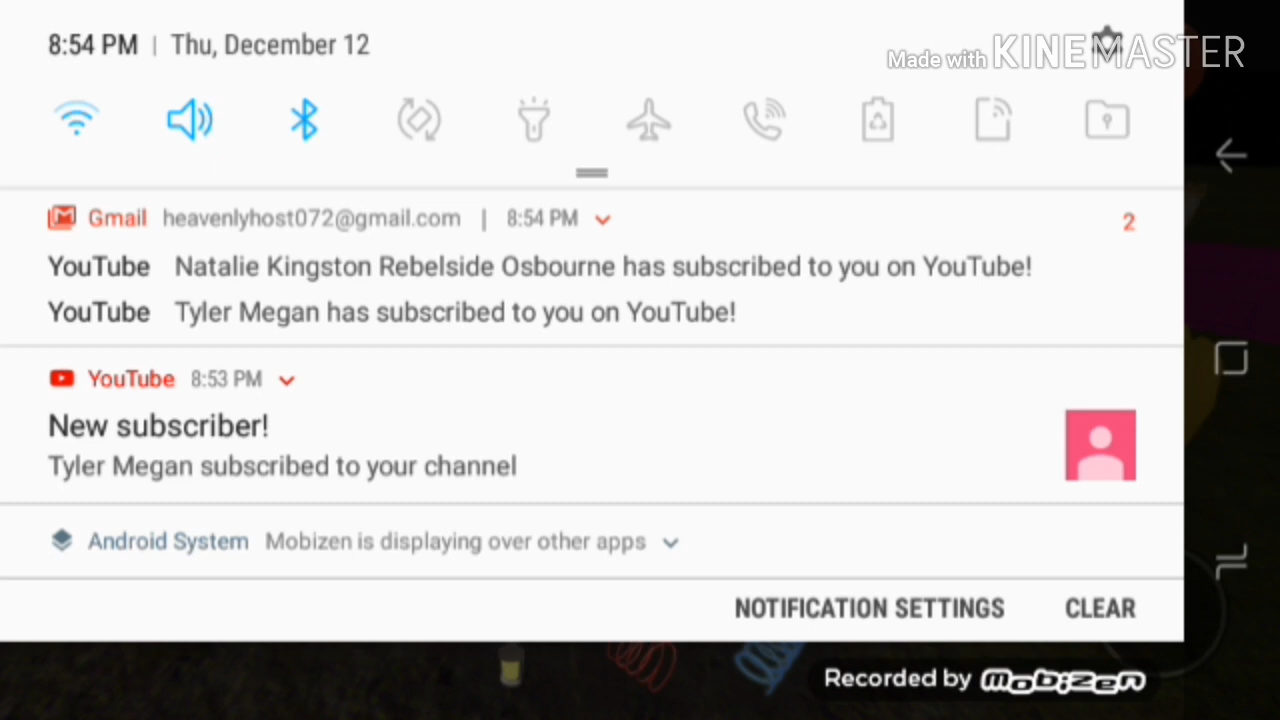 8:54 PM | Thu, December 12
Made with KINEMASTER
Gmail heavenlyhost072@gmail.com | 8:54 PM 2
YouTube Natalie Kingston Rebelside Osbourne has subscribed to you on YouTube!
YouTube Tyler Megan has subscribed to you on YouTube!
YouTube 8:53 PM
New subscriber!
Tyler Megan subscribed to your channel
Android System Mobizen is displaying over other apps
NOTIFICATION SETTINGS CLEAR
Recorded by mobizen